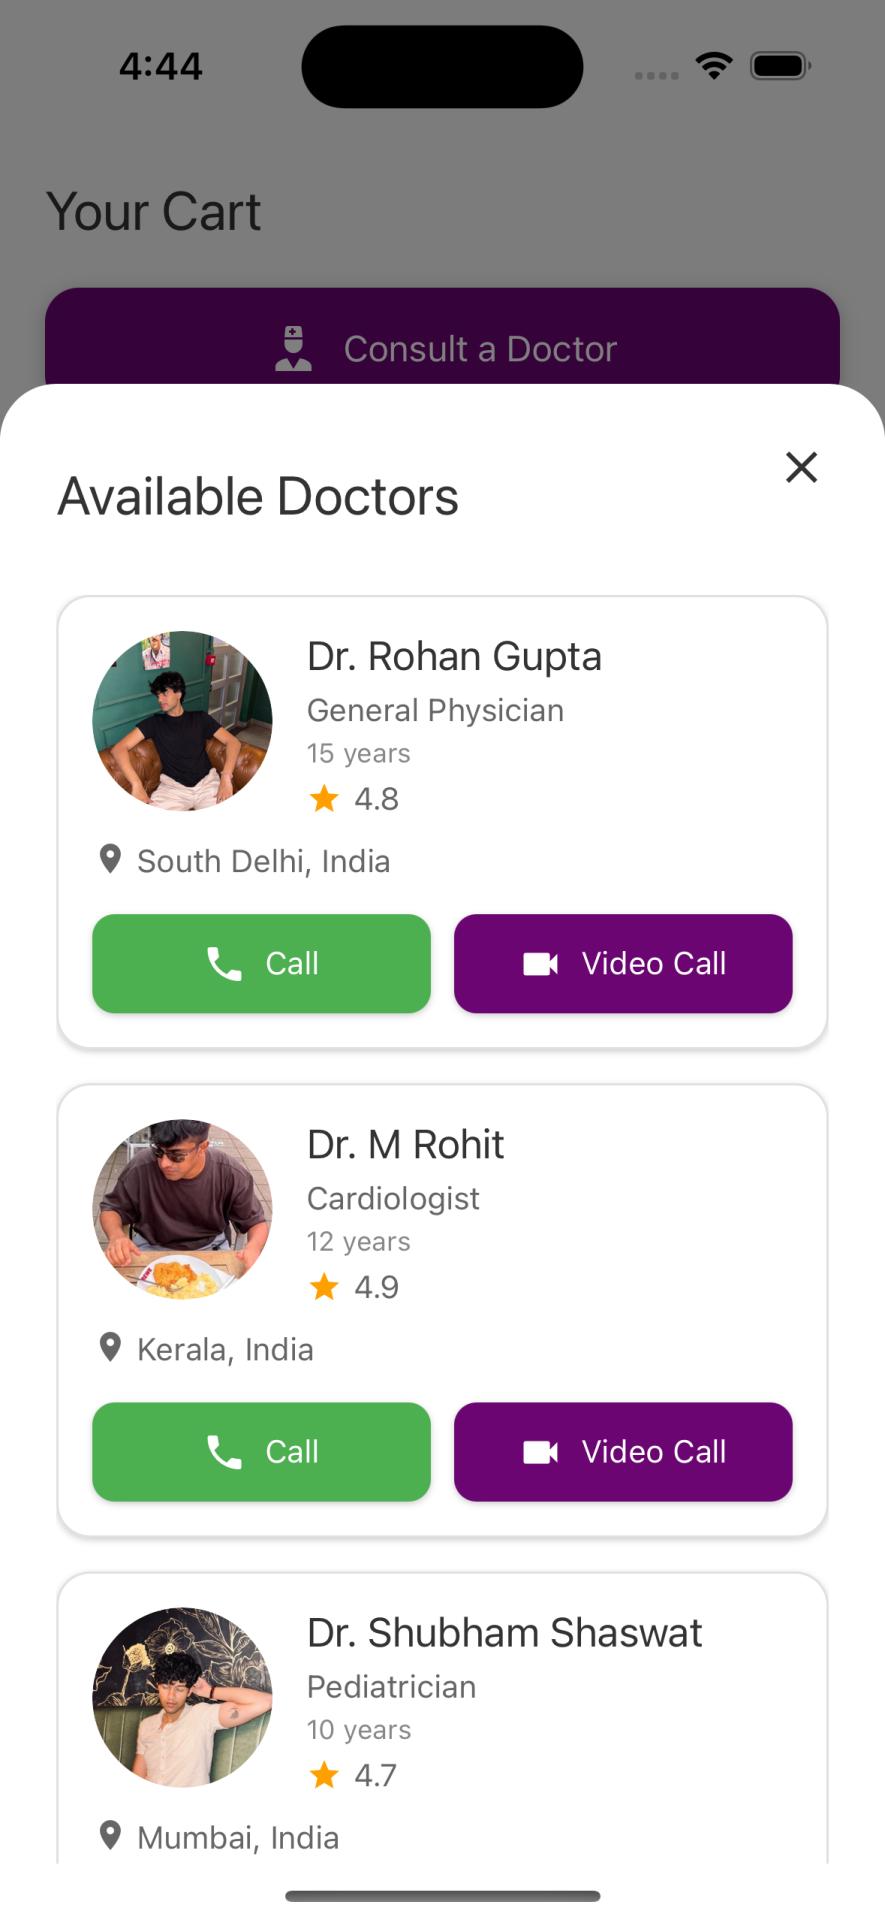 4:44
Your Cart
Consult a Doctor
Available Doctors
Dr. Rohan Gupta
General Physician
15 years
4.8
South Delhi, India
Call
Video Call
Dr. M Rohit
Cardiologist
12 years
4.9
Kerala, India
Call
Video Call
Dr. Shubham Shaswat
Pediatrician
10 years
4.7
Mumbai, India